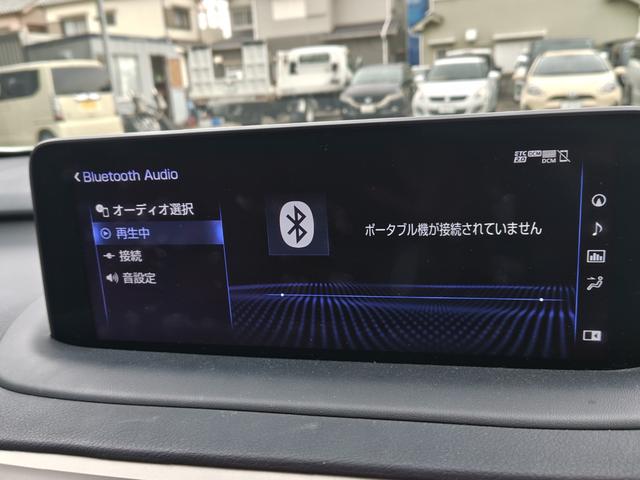 Bluetooth Audio
ETC 2.0 DCM
DCM
オーディオ選択
再生中
接続
音設定
ポータブル機が接続されていません